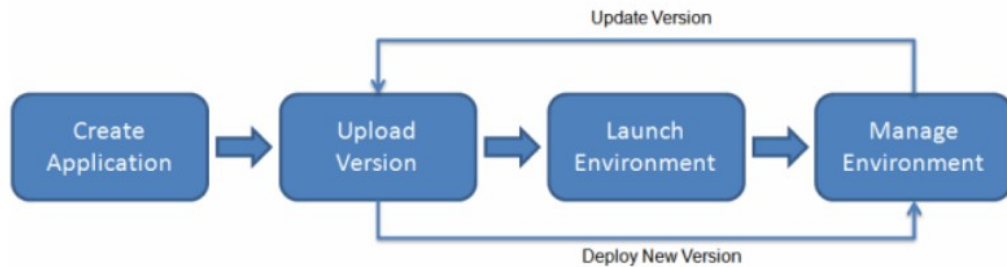 Update Version
Create
Application
Upload
Version
Launch
Environment
Manage
Environment
Deploy New Version